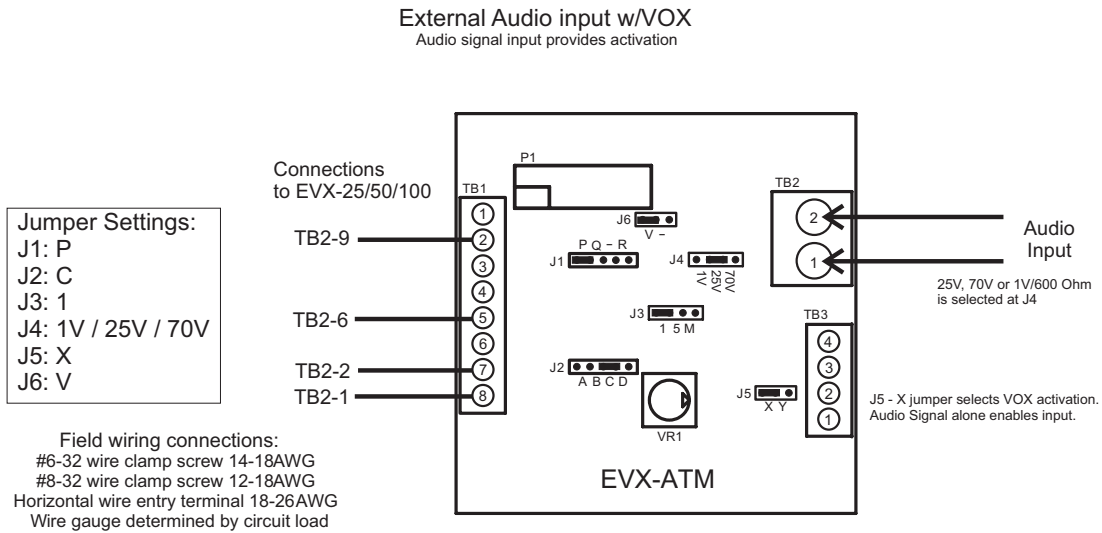 External Audio input w/VOX
Audio signal input provides activation
Connections
to EVX-25/50/100
Jumper Settings:
J1: P
J2: C
J3: 1
J4: 1V / 25V / 70V
J5: X
J6: V
TB2-9
TB2-6
TB2-2
TB2-1
Field wiring connections:
#6-32 wire clamp screw 14-18AWG
#8-32 wire clamp screw 12-18AWG
Horizontal wire entry terminal 18-26AWG
Wire gauge determined by circuit load
TB1
1
2
3
4
5
6
7
8
P1
J6
V -
P Q - R
J1
J4
1V
25V
70V
J3
1 5 M
J2
A B C D
VR1
J5
X Y
EVX-ATM
TB2
2
1
TB3
4
3
2
1
Audio
Input
25V, 70V or 1V/600 Ohm
is selected at J4
J5 - X jumper selects VOX activation.
Audio Signal alone enables input.